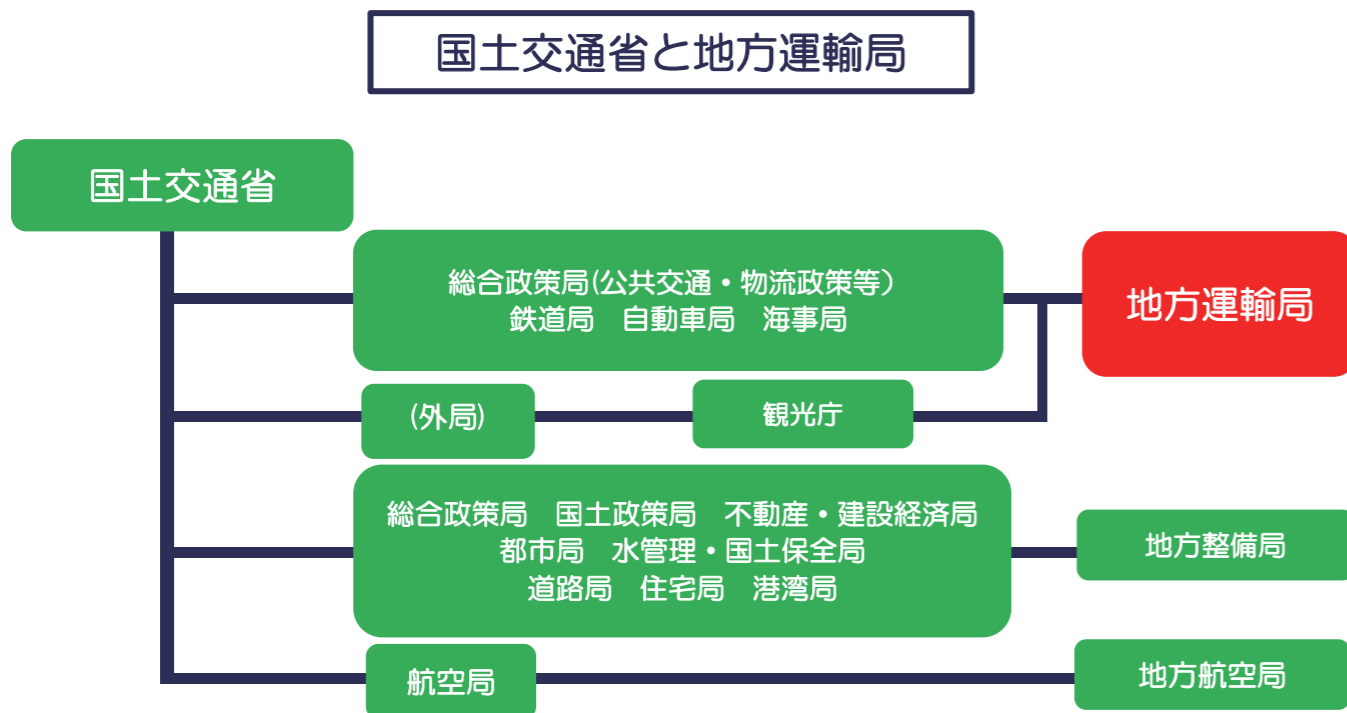 国土交通省と地方運輸局
国土交通省
総合政策局(公共交通・物流政策等）
鉄道局　自動車局　海事局
地方運輸局
(外局)
観光庁
総合政策局　国土政策局　不動産・建設経済局
都市局　水管理・国土保全局
道路局　住宅局　港湾局
地方整備局
航空局
地方航空局